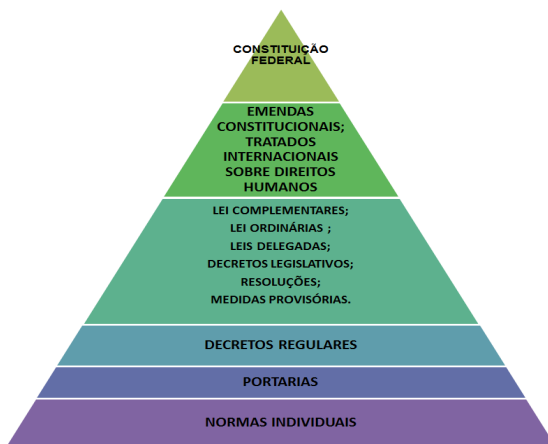 CONSTITUIÇÃO
FEDERAL
EMENDAS
CONSTITUCIONAIS;
TRATADOS
INTERNACIONAIS
SOBRE DIREITOS
HUMANOS
LEI COMPLEMENTARES;
LEI ORDINÁRIAS ;
LEIS DELEGADAS;
DECRETOS LEGISLATIVOS;
RESOLUÇÕES;
MEDIDAS PROVISÓRIAS.
DECRETOS REGULARES
PORTARIAS
NORMAS INDIVIDUAIS